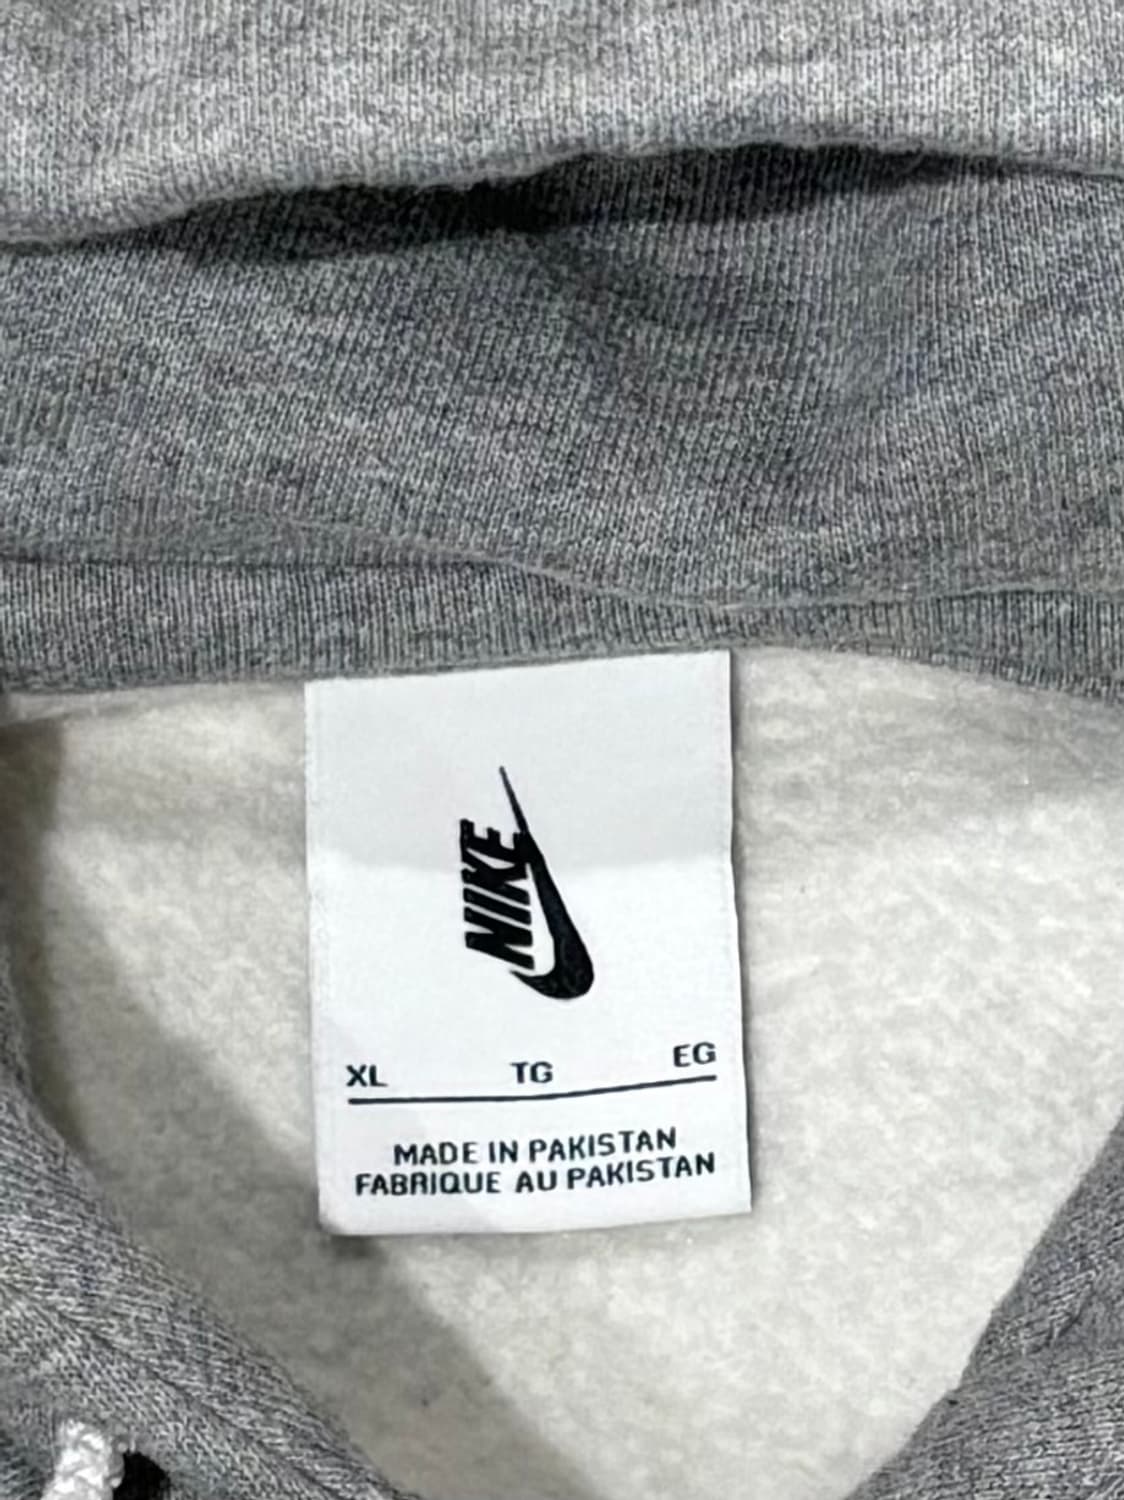 NIKE
XL TG EG
MADE IN PAKISTAN
FABRIQUE AU PAKISTAN